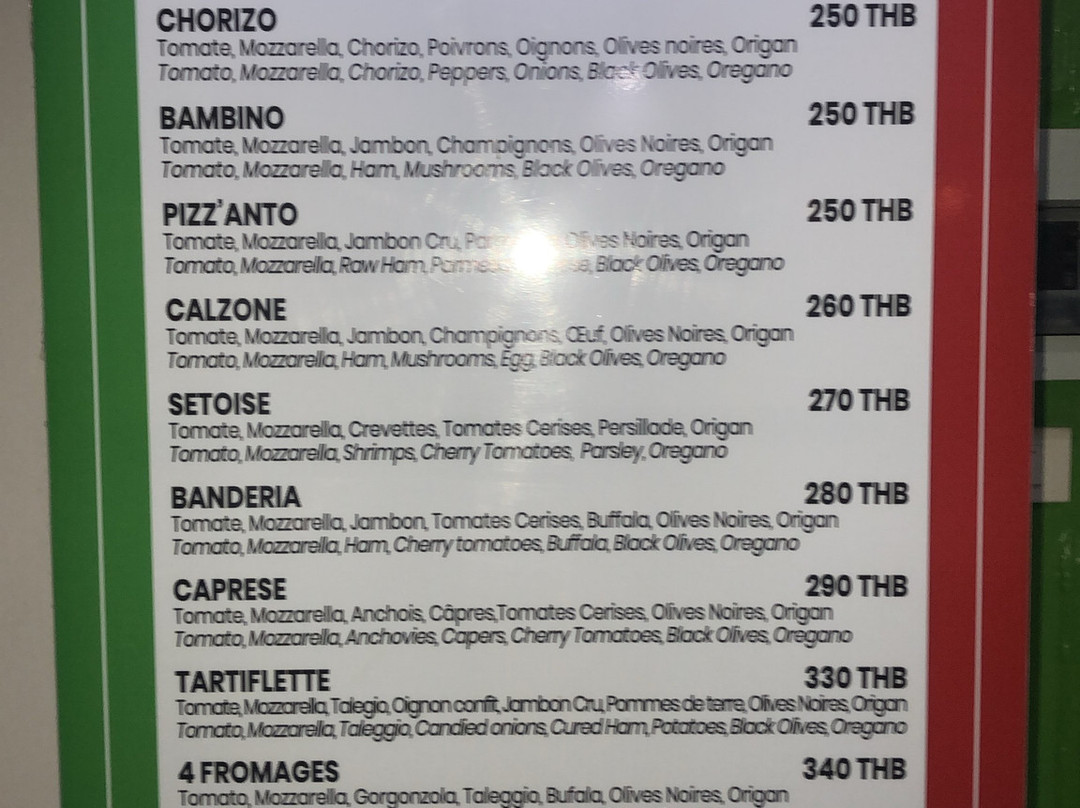 CHORIZO 250 THB
Tomate, Mozzarella, Chorizo, Poivrons, Oignons, Olives noires, Origan
Tomato, Mozzarella, Chorizo, Peppers, Onions, Black Olives, Oregano
BAMBINO 250 THB
Tomate, Mozzarella, Jambon, Champignons, Olives Noires, Origan
Tomato, Mozzarella, Ham, Mushrooms, Black Olives, Oregano
PIZZ'ANTO 250 THB
Tomate, Mozzarella, Jambon Cru, Olives Noires, Origan
Tomato, Mozzarella, Raw Ham, Black Olives, Oregano
CALZONE 260 THB
Tomate, Mozzarella, Jambon, Champignons, Œuf, Olives Noires, Origan
Tomato, Mozzarella, Ham, Mushrooms, Egg, Black Olives, Oregano
SETOISE 270 THB
Tomate, Mozzarella, Crevettes, Tomates Cerises, Persillade, Origan
Tomato, Mozzarella, Shrimps, Cherry Tomatoes, Parsley, Oregano
BANDERIA 280 THB
Tomate, Mozzarella, Jambon, Tomates Cerises, Buffala, Olives Noires, Origan
Tomato, Mozzarella, Ham, Cherry tomatoes, Buffala, Black Olives, Oregano
CAPRESE 290 THB
Tomate, Mozzarella, Anchois, Câpres,Tomates Cerises, Olives Noires, Origan
Tomato, Mozzarella, Anchovies, Capers, Cherry Tomatoes, Black Olives, Oregano
TARTIFLETTE 330 THB
Tomate, Mozzarella, Talegio, Oignon confit, Jambon Cru, Pommes de terre, Olives Noires, Origan
Tomato, Mozzarella, Taleggio, Candied onions, Cured Ham, Potatoes, Black Olives, Oregano
4 FROMAGES 340 THB
Tomato, Mozzarella, Gorgonzola, Taleggio, Bufala, Olives Noires, Origan